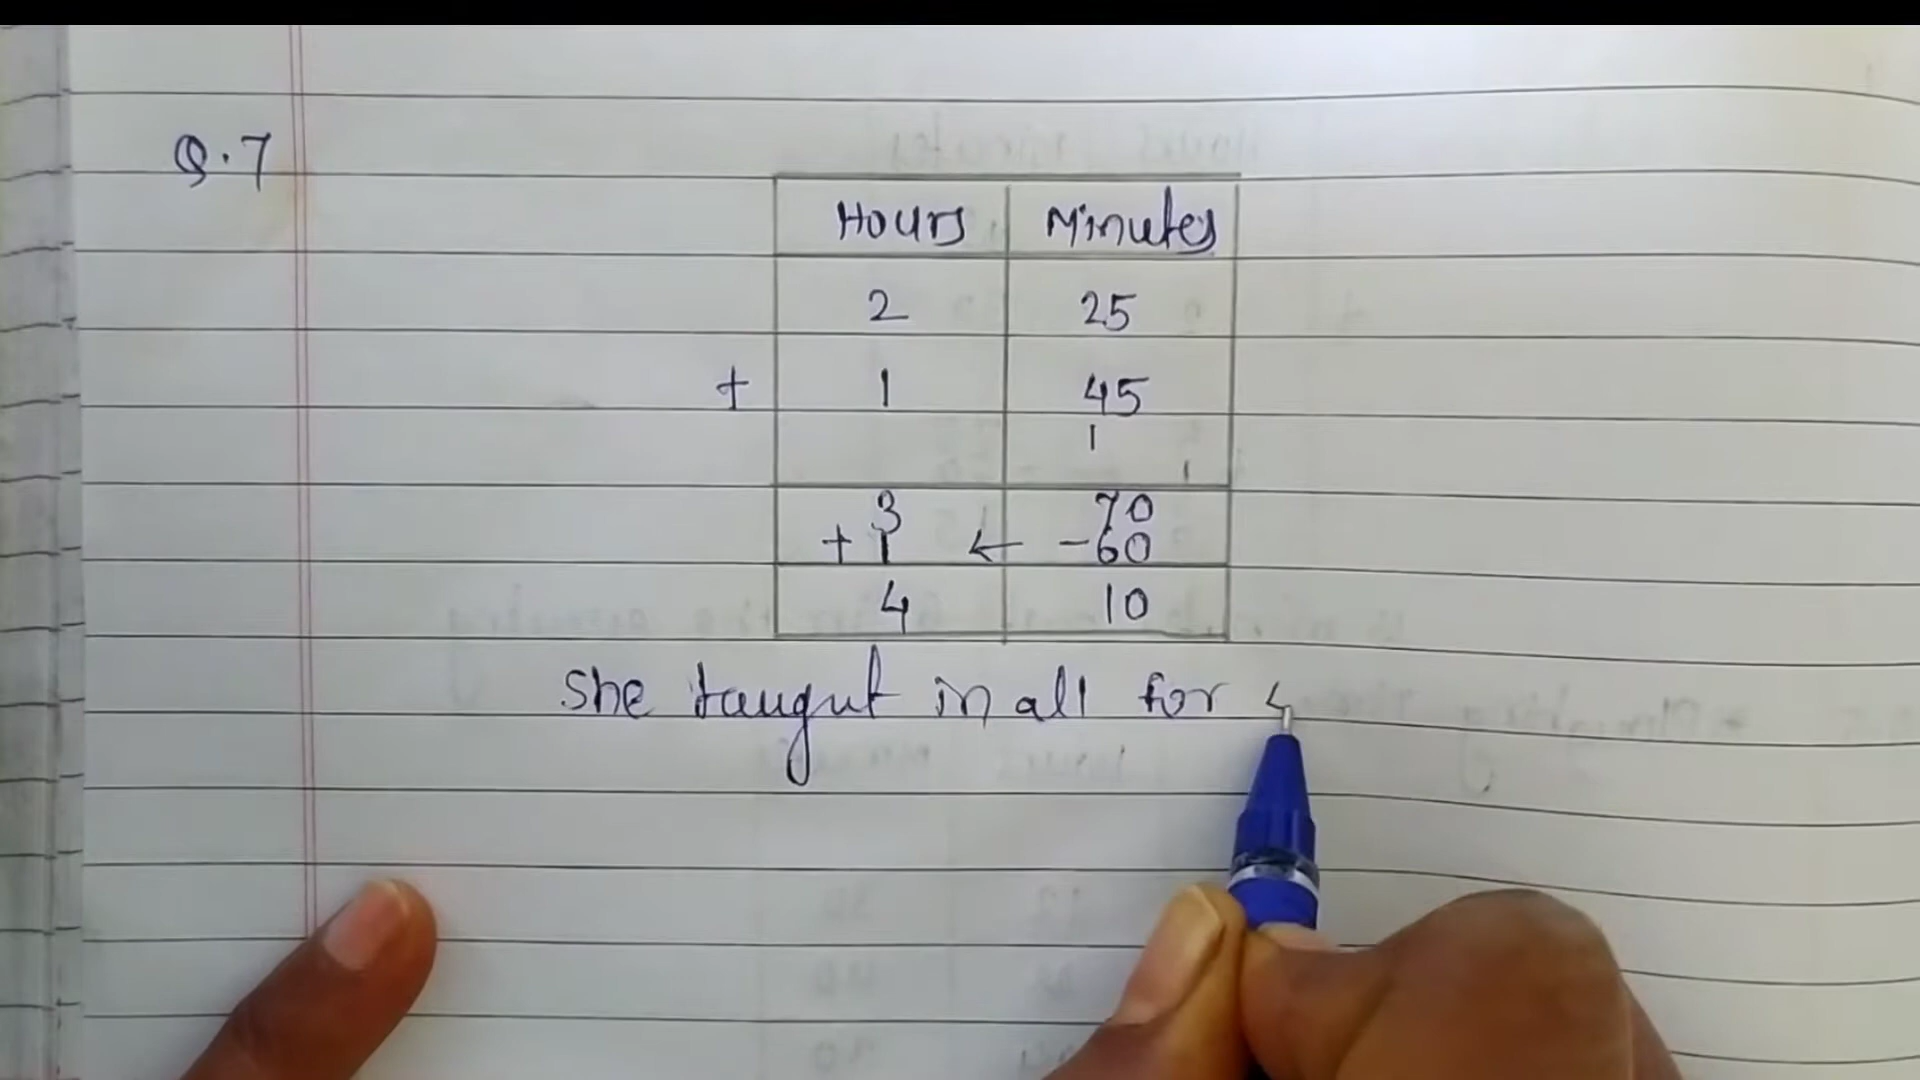 Q.7
Hours Minutes
2 25
+ 1 45
1
3 70
+ 1 ← -60
4 10
She taugut in all for 4